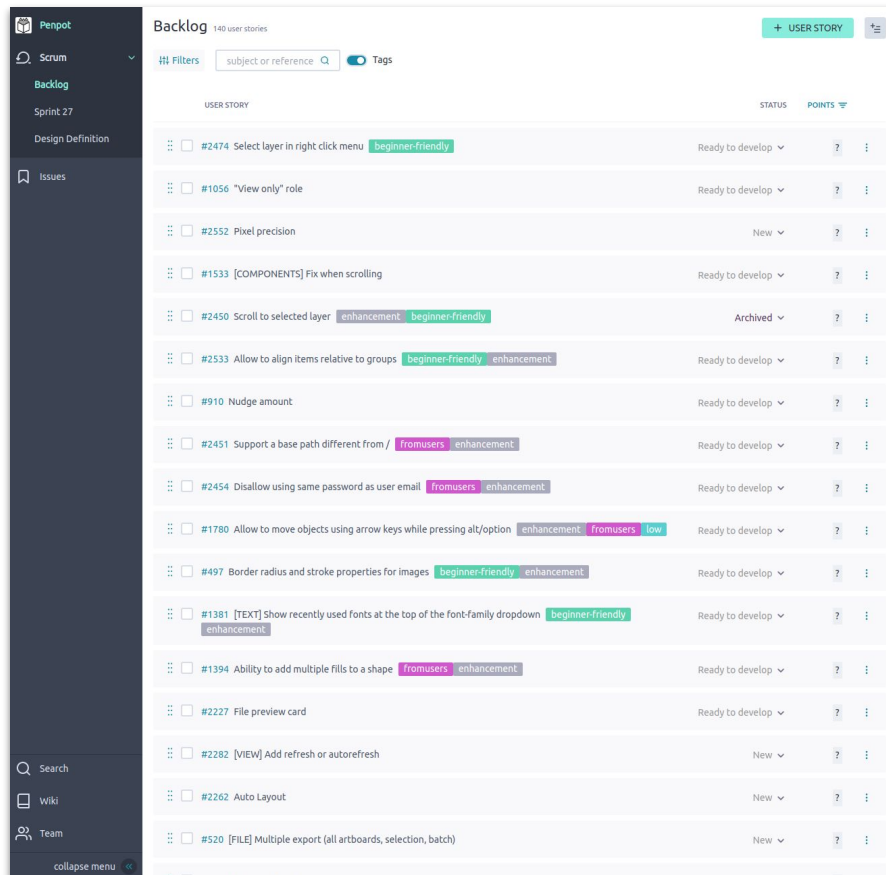 Penpot
Scrum
Backlog
Sprint 27
Design Definition
Issues
Search
Wiki
Team
collapse menu
Backlog 140 user stories
+ USER STORY
Filters subject or reference Tags
USER STORY STATUS POINTS
#2474 Select layer in right click menu beginner-friendly Ready to develop ?
#1056 "View only" role Ready to develop ?
#2552 Pixel precision New ?
#1533 [COMPONENTS] Fix when scrolling Ready to develop ?
#2450 Scroll to selected layer enhancement beginner-friendly Archived ?
#2533 Allow to align items relative to groups beginner-friendly enhancement Ready to develop ?
#910 Nudge amount Ready to develop ?
#2451 Support a base path different from / fromusers enhancement Ready to develop ?
#2454 Disallow using same password as user email fromusers enhancement Ready to develop ?
#1780 Allow to move objects using arrow keys while pressing alt/option enhancement fromusers low Ready to develop ?
#497 Border radius and stroke properties for images beginner-friendly enhancement Ready to develop ?
#1381 [TEXT] Show recently used fonts at the top of the font-family dropdown beginner-friendly Ready to develop ?
enhancement
#1394 Ability to add multiple fills to a shape fromusers enhancement Ready to develop ?
#2227 File preview card Ready to develop ?
#2282 [VIEW] Add refresh or autorefresh New ?
#2262 Auto Layout New ?
#520 [FILE] Multiple export (all artboards, selection, batch) New ?